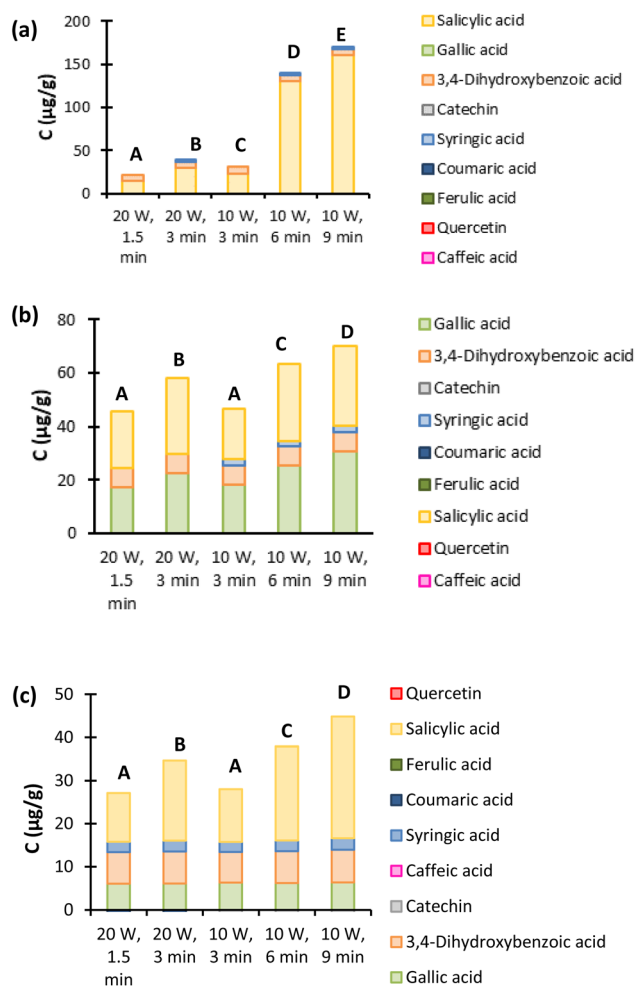 (a)
C (µg/g)
200
150
100
50
0
A
B
C
D
E
20 W,
1.5
min
20 W,
3 min
10 W,
3 min
10 W,
6 min
10 W,
9 min
Salicylic acid
Gallic acid
3,4-Dihydroxybenzoic acid
Catechin
Syringic acid
Coumaric acid
Ferulic acid
Quercetin
Caffeic acid
(b)
C (µg/g)
80
60
40
20
0
A
B
A
C
D
20 W,
1.5
min
20 W,
3 min
10 W,
3 min
10 W,
6 min
10 W,
9 min
Gallic acid
3,4-Dihydroxybenzoic acid
Catechin
Syringic acid
Coumaric acid
Ferulic acid
Salicylic acid
Quercetin
Caffeic acid
(c)
C (µg/g)
50
40
30
20
10
0
A
B
A
C
D
20 W,
1.5
min
20 W,
3 min
10 W,
3 min
10 W,
6 min
10 W,
9 min
Quercetin
Salicylic acid
Ferulic acid
Coumaric acid
Syringic acid
Caffeic acid
Catechin
3,4-Dihydroxybenzoic acid
Gallic acid